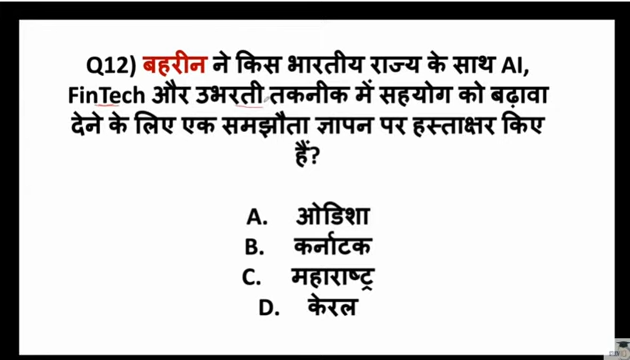 Q12) बहरीन ने किस भारतीय राज्य के साथ AI,
FinTech और उभरती तकनीक में सहयोग को बढ़ावा
देने के लिए एक समझौता ज्ञापन पर हस्ताक्षर किए
हैं?
A. ओडिशा
B. कर्नाटक
C. महाराष्ट्र
D. केरल